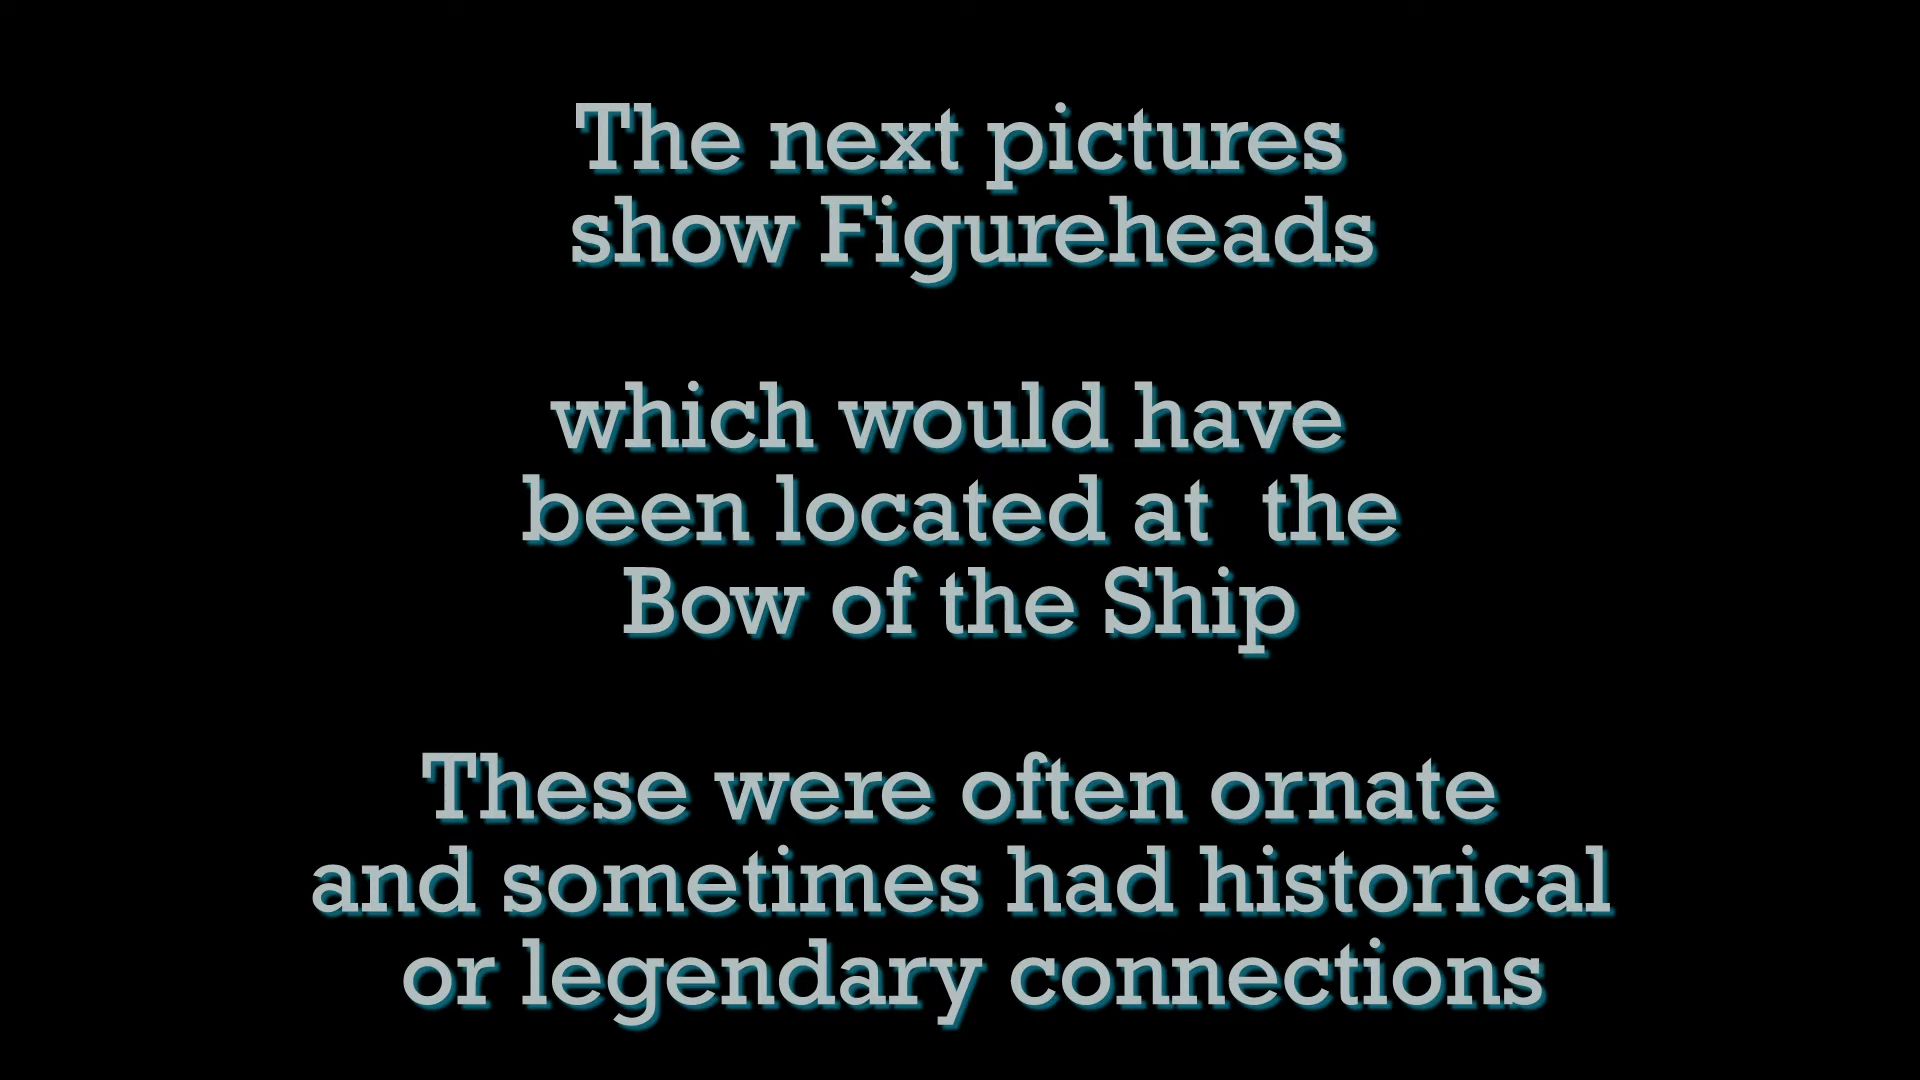 The next pictures
show Figureheads
which would have
been located at  the
Bow of the Ship
These were often ornate
and sometimes had historical
or legendary connections